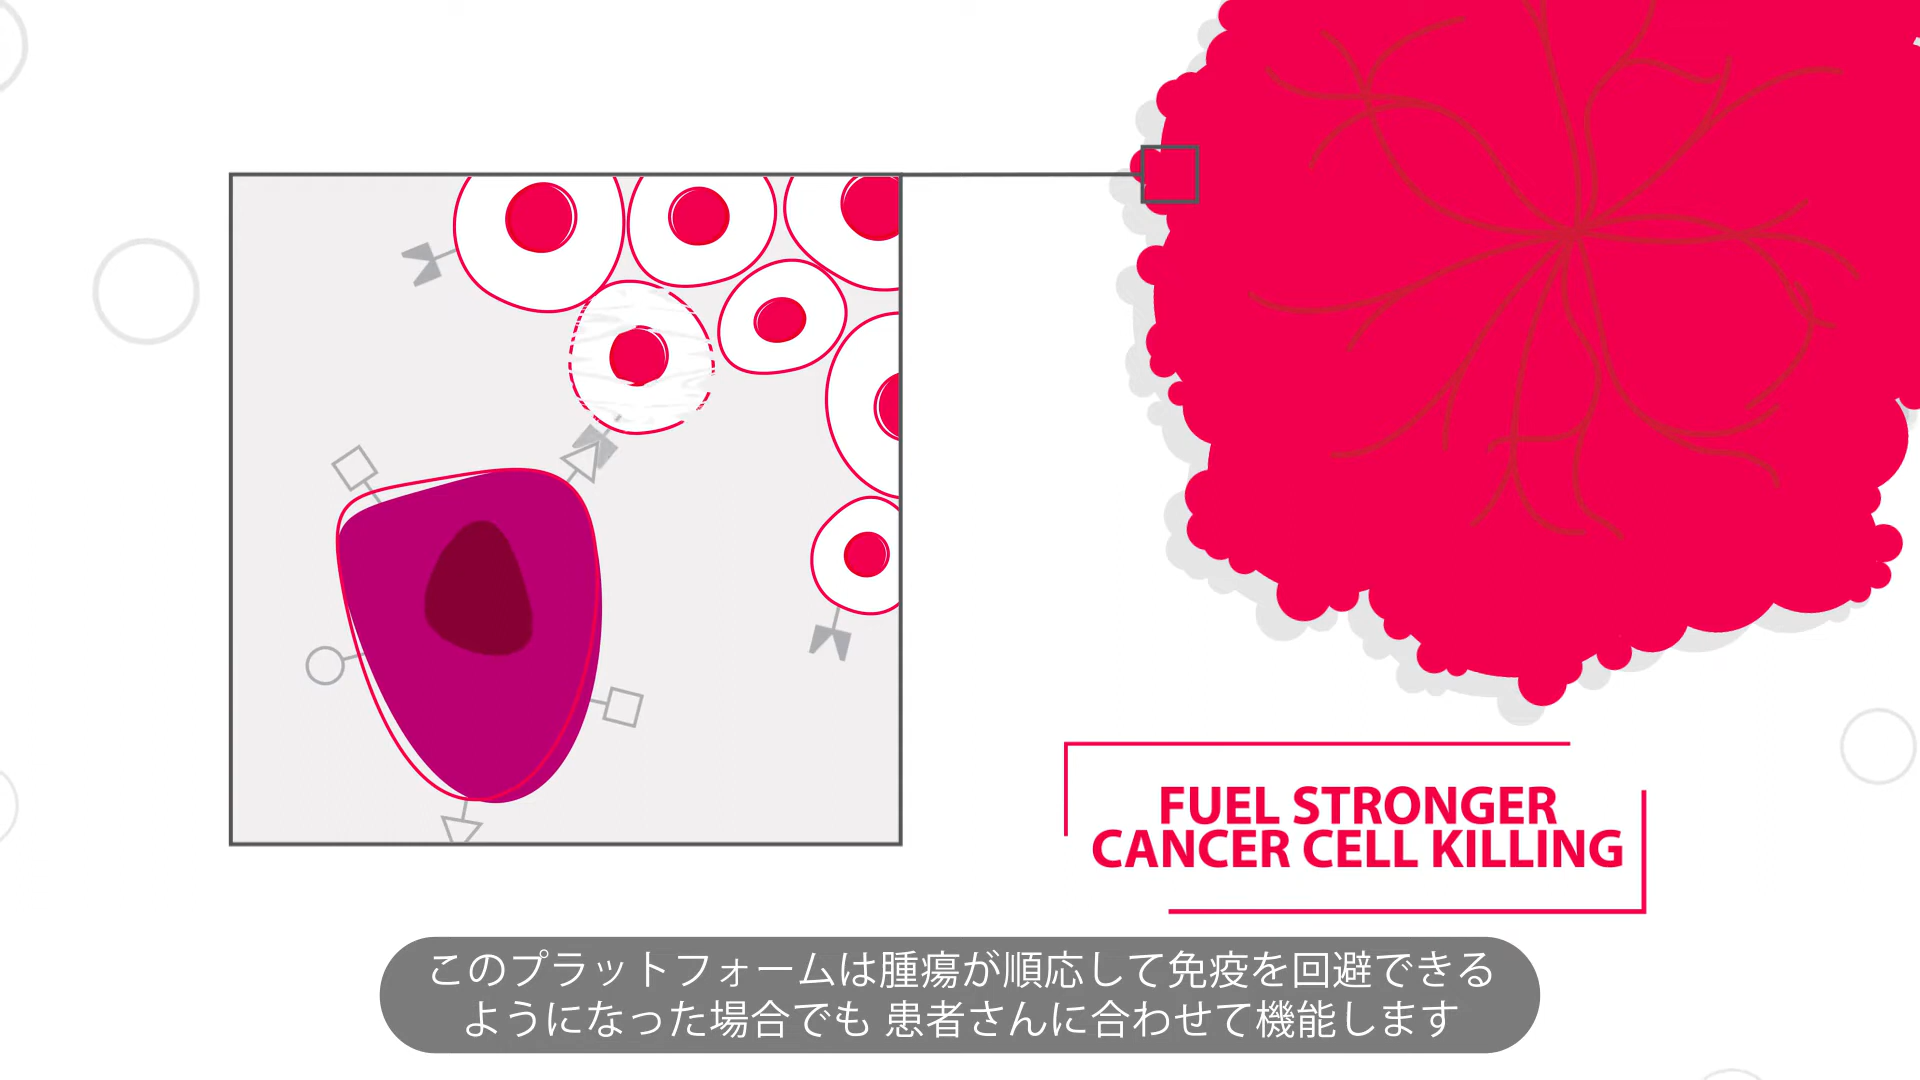 FUEL STRONGER
CANCER CELL KILLING
このプラットフォームは腫瘍が順応して免疫を回避できる
ようになった場合でも 患者さんに合わせて機能します